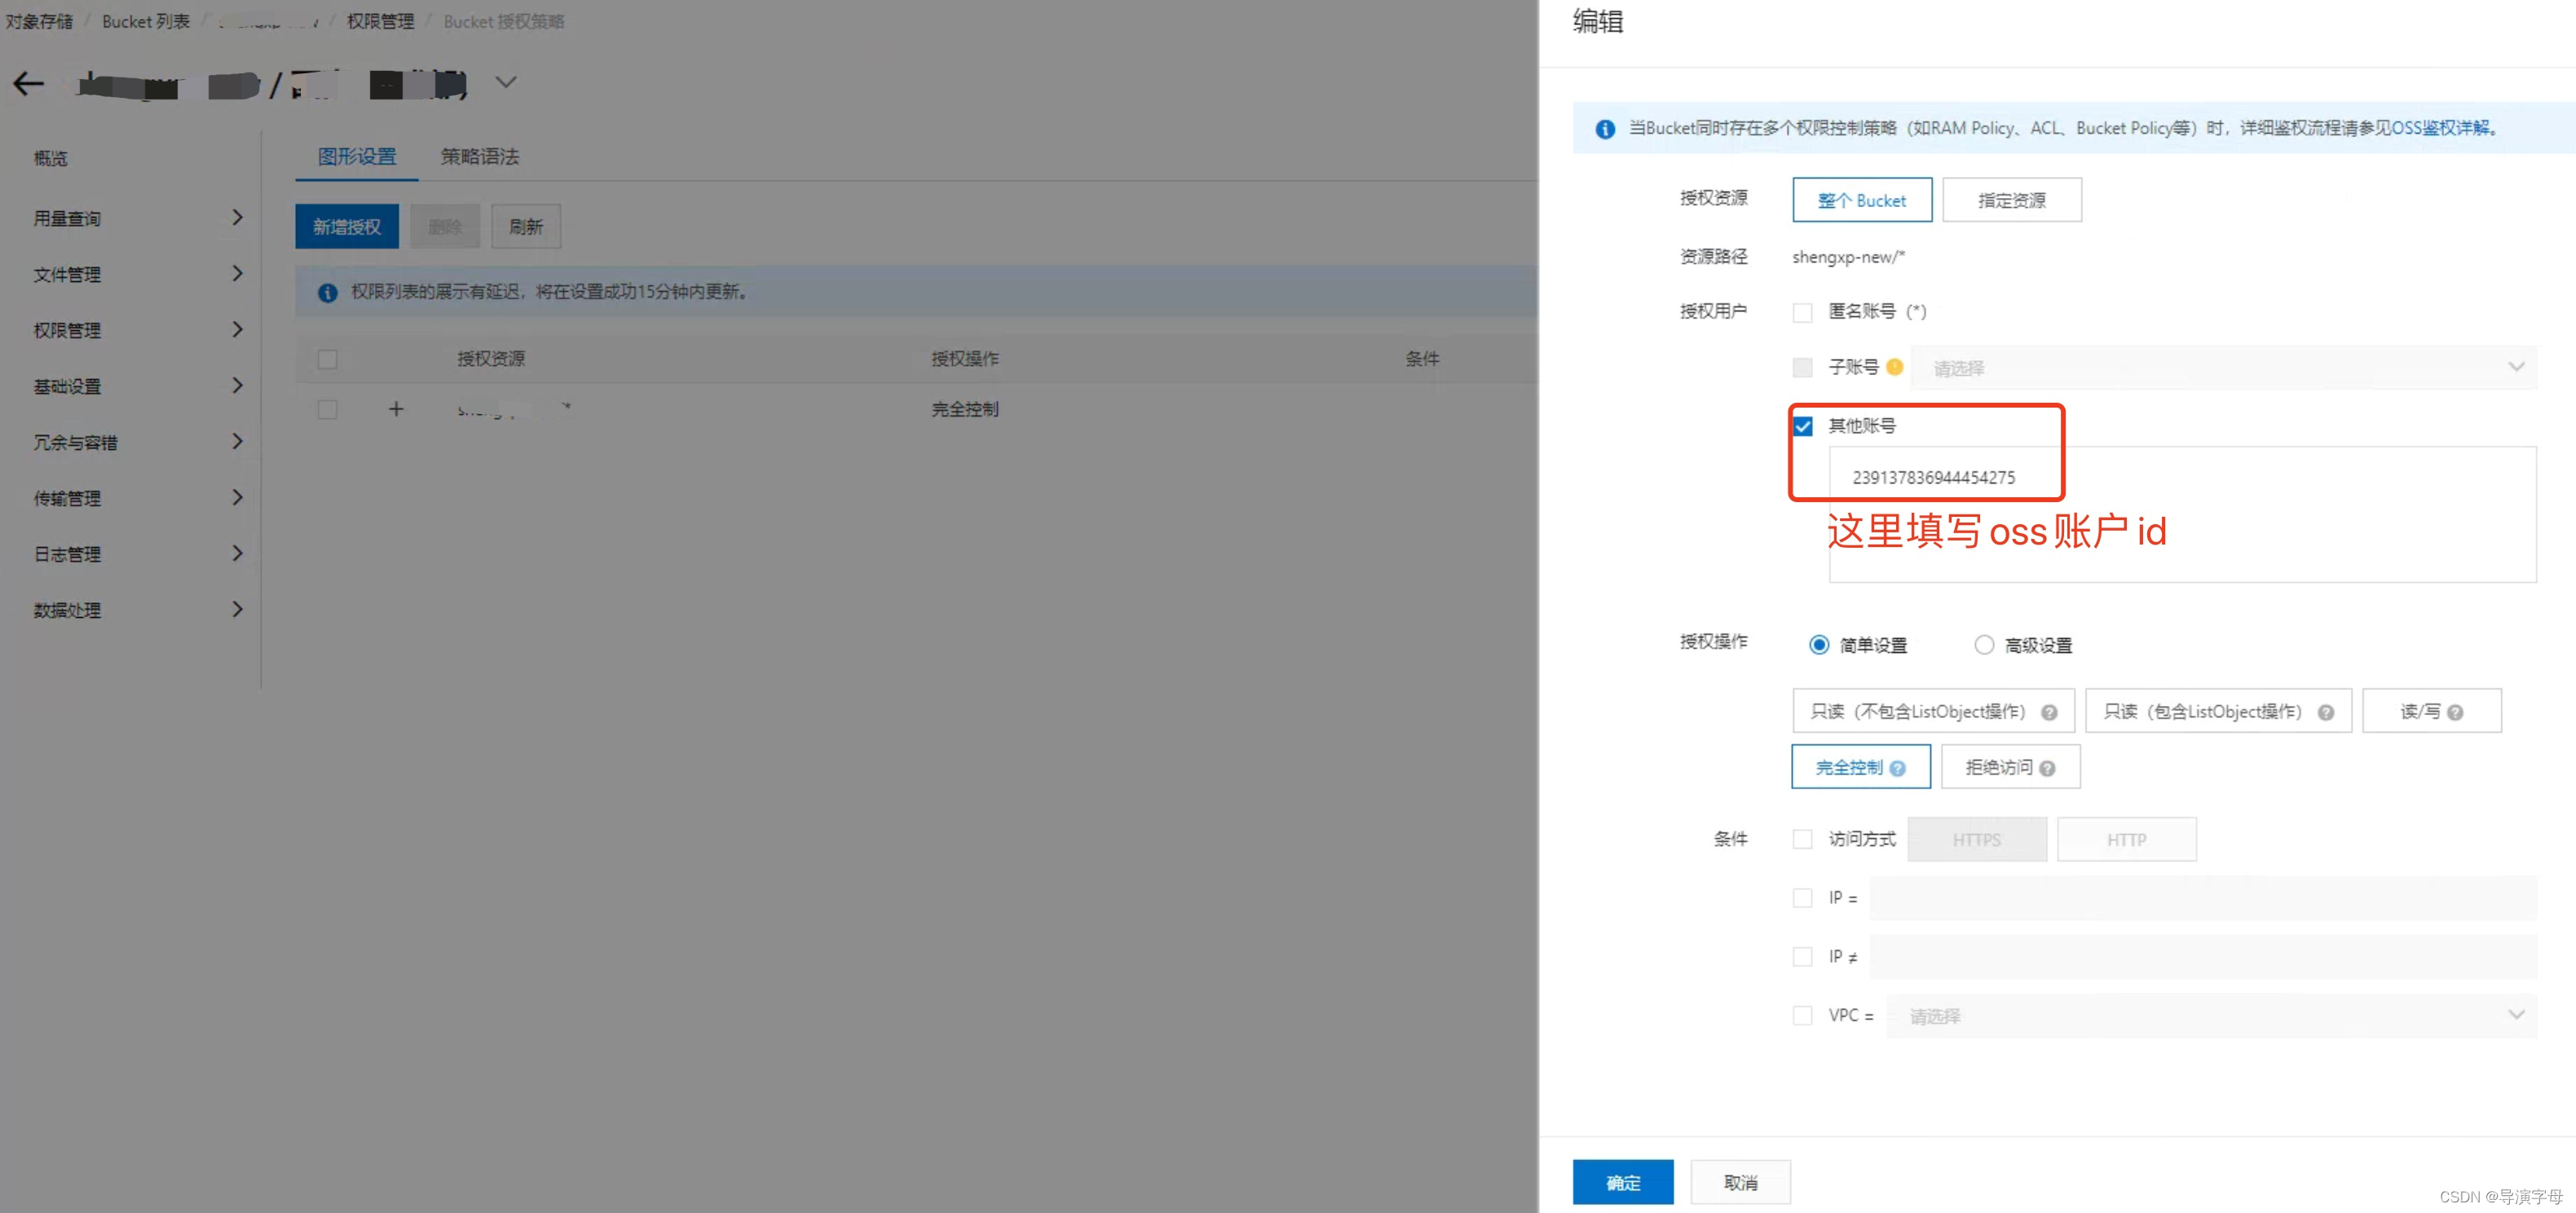 对象存储 / Bucket 列表 / / 权限管理 / Bucket 授权策略
/
概览
用量查询
文件管理
权限管理
基础设置
冗余与容错
传输管理
日志管理
数据处理
图形设置 策略语法
新增授权 删除 刷新
权限列表的展示有延迟，将在设置成功15分钟内更新。
授权资源 授权操作 条件
/* 完全控制
编辑
当Bucket同时存在多个权限控制策略（如RAM Policy、ACL、Bucket Policy等）时，详细鉴权流程请参见OSS鉴权详解。
授权资源 整个 Bucket 指定资源
资源路径 shengxp-new/*
授权用户 匿名账号 (*)
子账号 请选择
其他账号
239137836944454275
这里填写oss账户id
授权操作 简单设置 高级设置
只读（不包含ListObject操作） 只读（包含ListObject操作） 读/写
完全控制 拒绝访问
条件 访问方式 HTTPS HTTP
IP =
IP ≠
VPC = 请选择
确定 取消
CSDN @导演字母